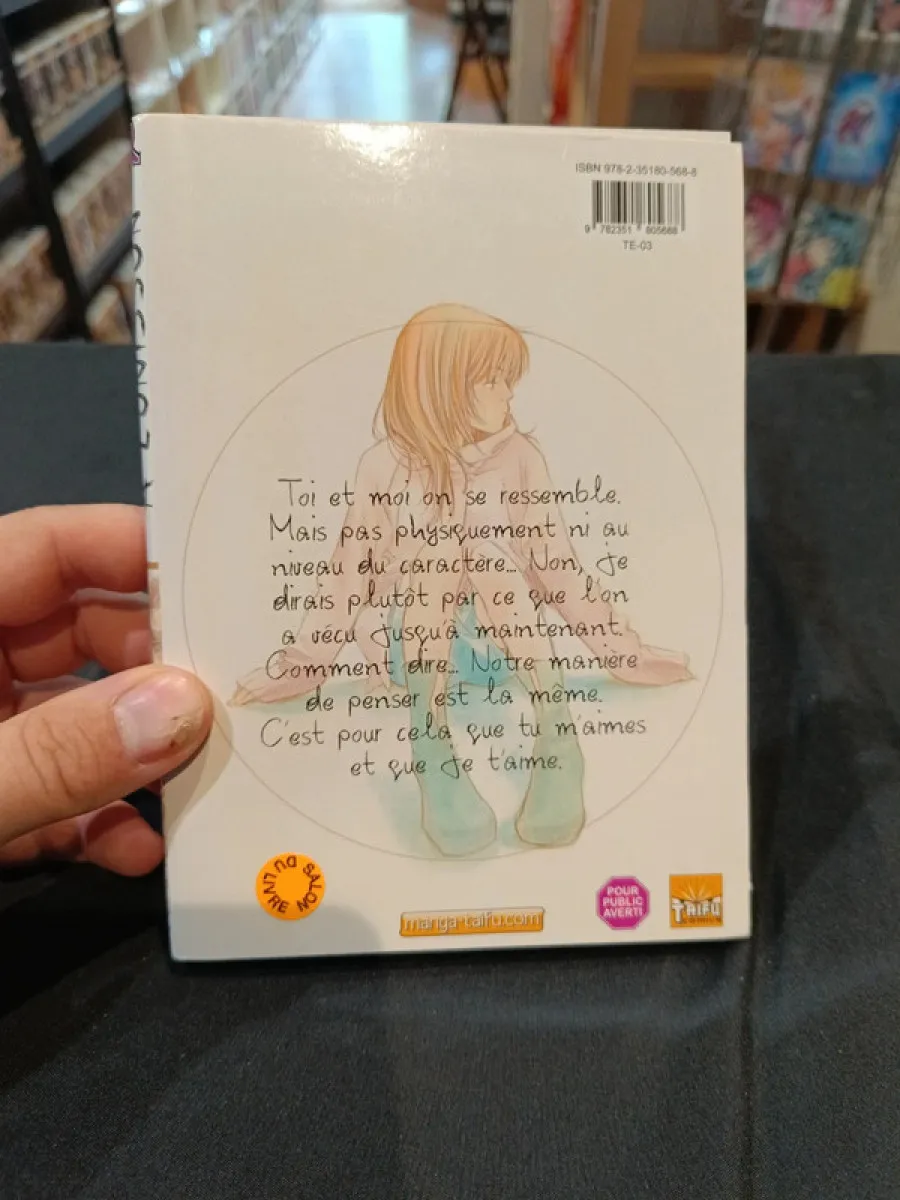 ISBN 978-2-35180-568-8
9 782351 805688
TE-03
Toi et moi on se ressemble.
Mais pas physiquement ni au
niveau du caractère... Non, je
dirais plutôt par ce que l'on
a vécu jusqu'à maintenant.
Comment dire... Notre manière
de penser est la même.
C'est pour cela que tu m'aimes
et que je t'aime.
SALON DU LIVRE
manga-taifu.com
POUR
PUBLIC
AVERTI
TAIFU
COMICS